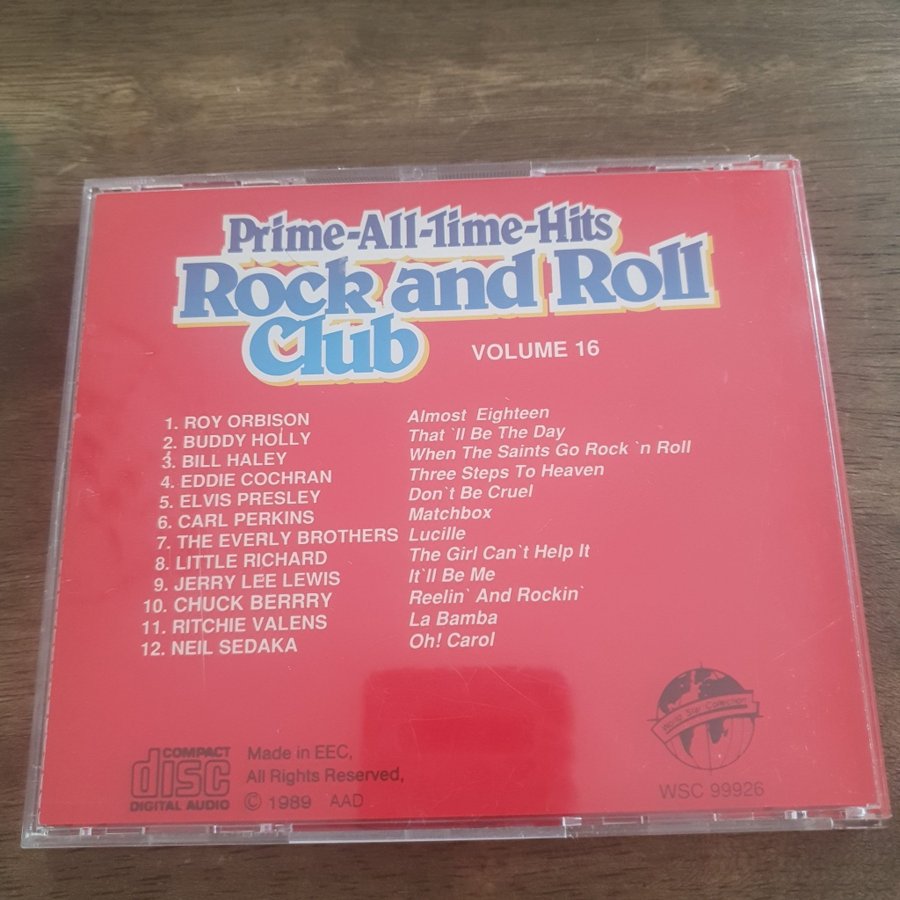 Prime-All-Time-Hits
Rock and Roll
Club
VOLUME 16
1. ROY ORBISON Almost Eighteen
2. BUDDY HOLLY That `ll Be The Day
3. BILL HALEY When The Saints Go Rock `n Roll
4. EDDIE COCHRAN Three Steps To Heaven
5. ELVIS PRESLEY Don`t Be Cruel
6. CARL PERKINS Matchbox
7. THE EVERLY BROTHERS Lucille
8. LITTLE RICHARD The Girl Can`t Help It
9. JERRY LEE LEWIS It`ll Be Me
10. CHUCK BERRRY Reelin` And Rockin`
11. RITCHIE VALENS La Bamba
12. NEIL SEDAKA Oh! Carol
World Star Collection
WSC 99926
COMPACT
disc
DIGITAL AUDIO
Made in EEC,
All Rights Reserved,
© 1989 AAD